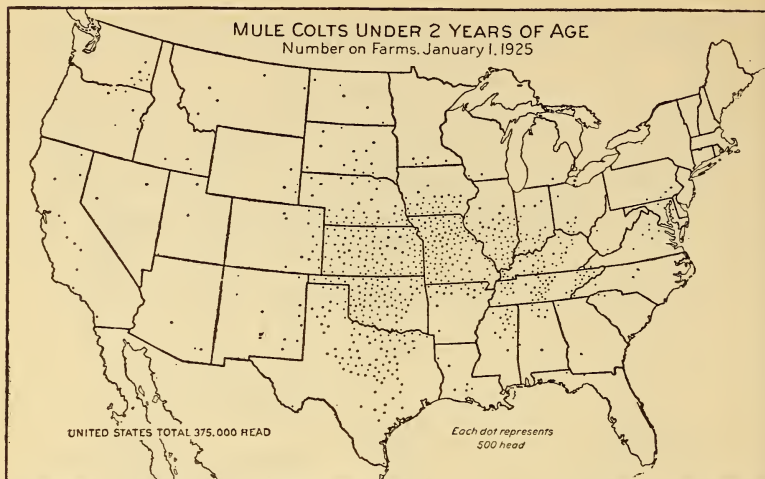 MULE COLTS UNDER 2 YEARS OF AGE
Number on Farms. January 1, 1925
UNITED STATES TOTAL 375,000 HEAD
Each dot represents
500 head